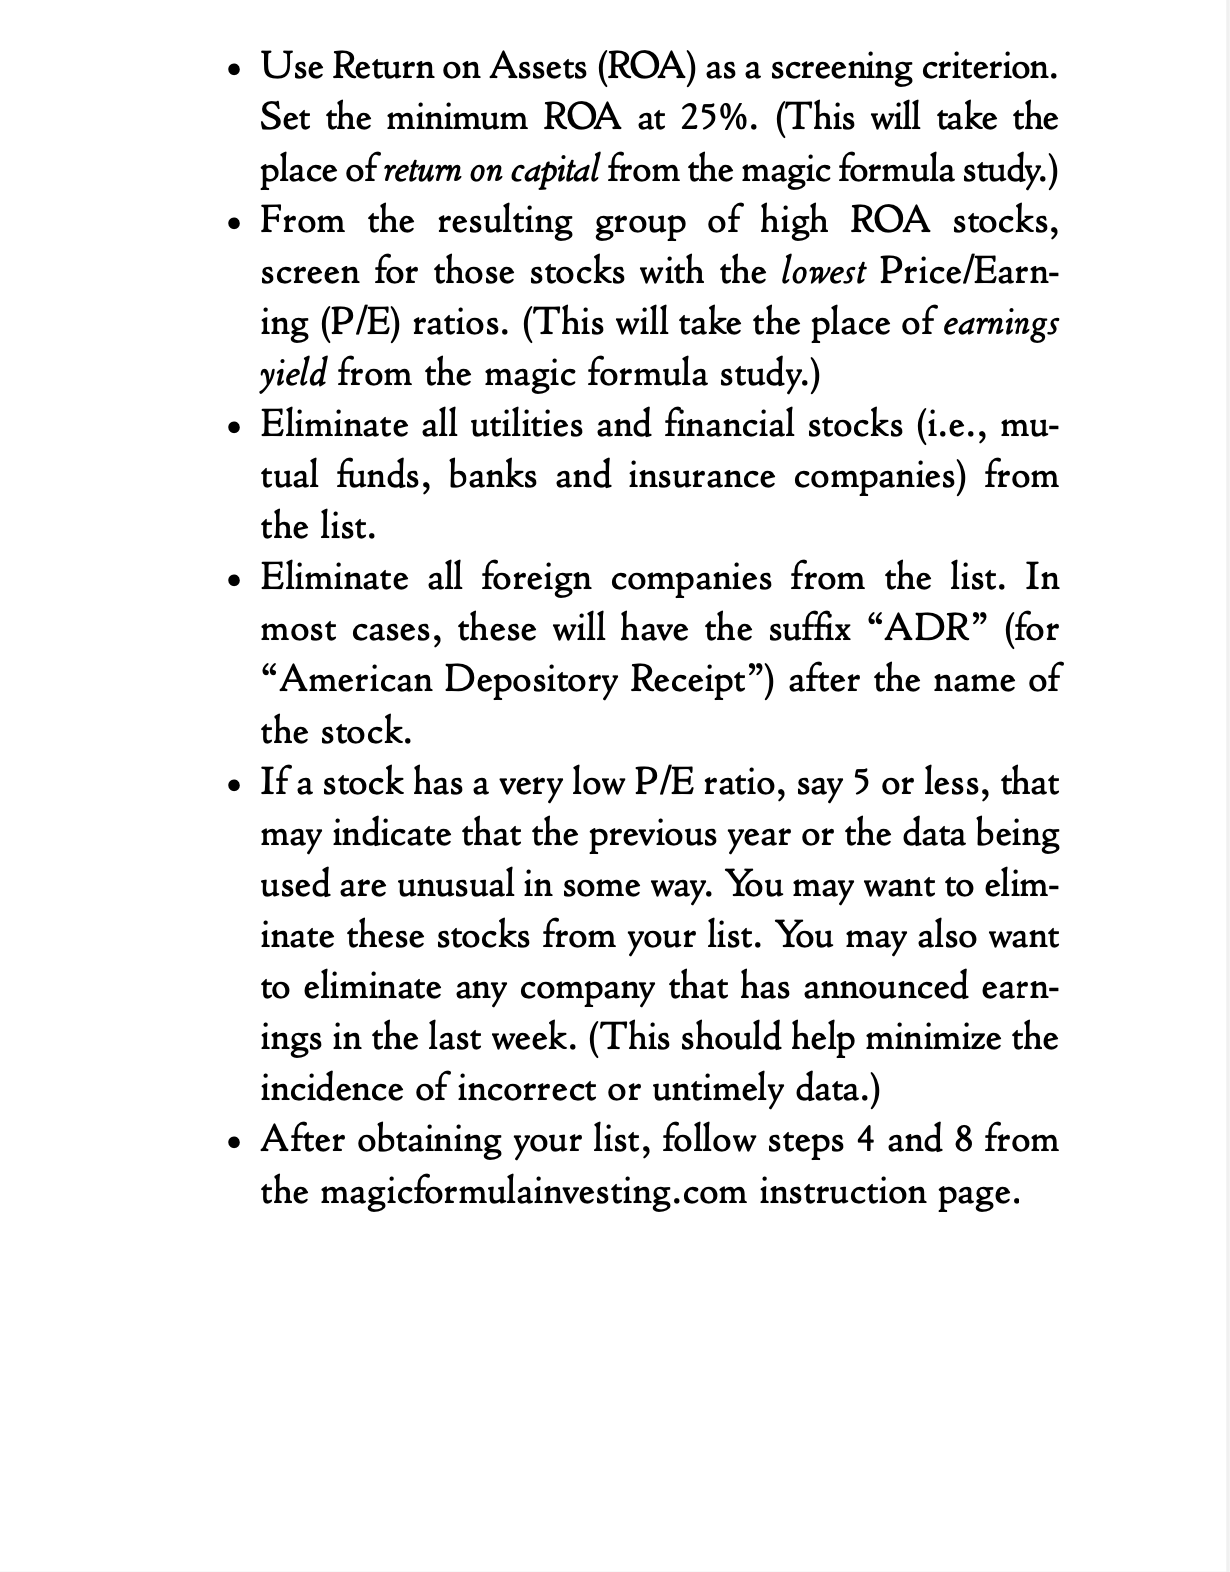 • Use Return on Assets (ROA) as a screening criterion.
Set the minimum ROA at 25%. (This will take the
place of return on capital from the magic formula study.)
• From the resulting group of high ROA stocks,
screen for those stocks with the lowest Price/Earn-
ing (P/E) ratios. (This will take the place of earnings
yield from the magic formula study.)
• Eliminate all utilities and financial stocks (i.e., mu-
tual funds, banks and insurance companies) from
the list.
• Eliminate all foreign companies from the list. In
most cases, these will have the suffix “ADR” (for
“American Depository Receipt”) after the name of
the stock.
• If a stock has a very low P/E ratio, say 5 or less, that
may indicate that the previous year or the data being
used are unusual in some way. You may want to elim-
inate these stocks from your list. You may also want
to eliminate any company that has announced earn-
ings in the last week. (This should help minimize the
incidence of incorrect or untimely data.)
• After obtaining your list, follow steps 4 and 8 from
the magicformulainvesting.com instruction page.